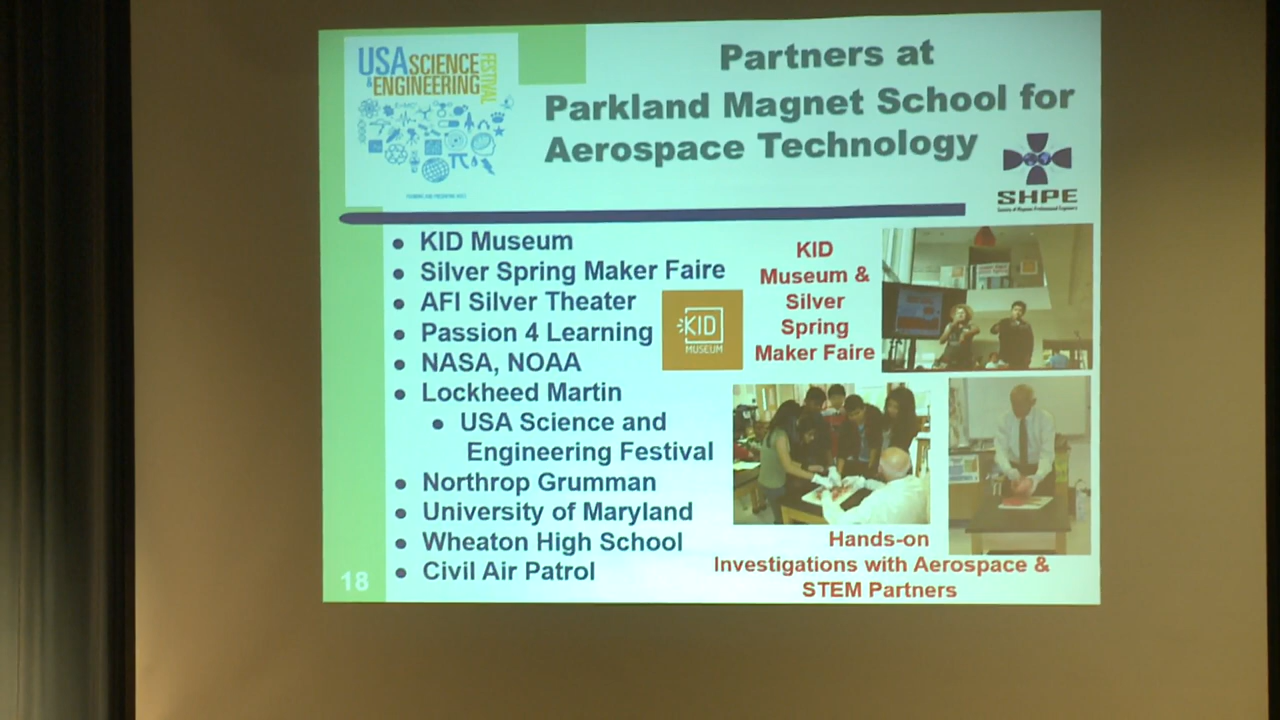 USA SCIENCE
& ENGINEERING
FESTIVAL
Partners at
Parkland Magnet School for
Aerospace Technology
SHPE
• KID Museum
• Silver Spring Maker Faire
• AFI Silver Theater
• Passion 4 Learning
• NASA, NOAA
• Lockheed Martin
• USA Science and
Engineering Festival
• Northrop Grumman
• University of Maryland
• Wheaton High School
• Civil Air Patrol
KID
MUSEUM
KID
Museum &
Silver
Spring
Maker Faire
Hands-on
Investigations with Aerospace &
STEM Partners
18